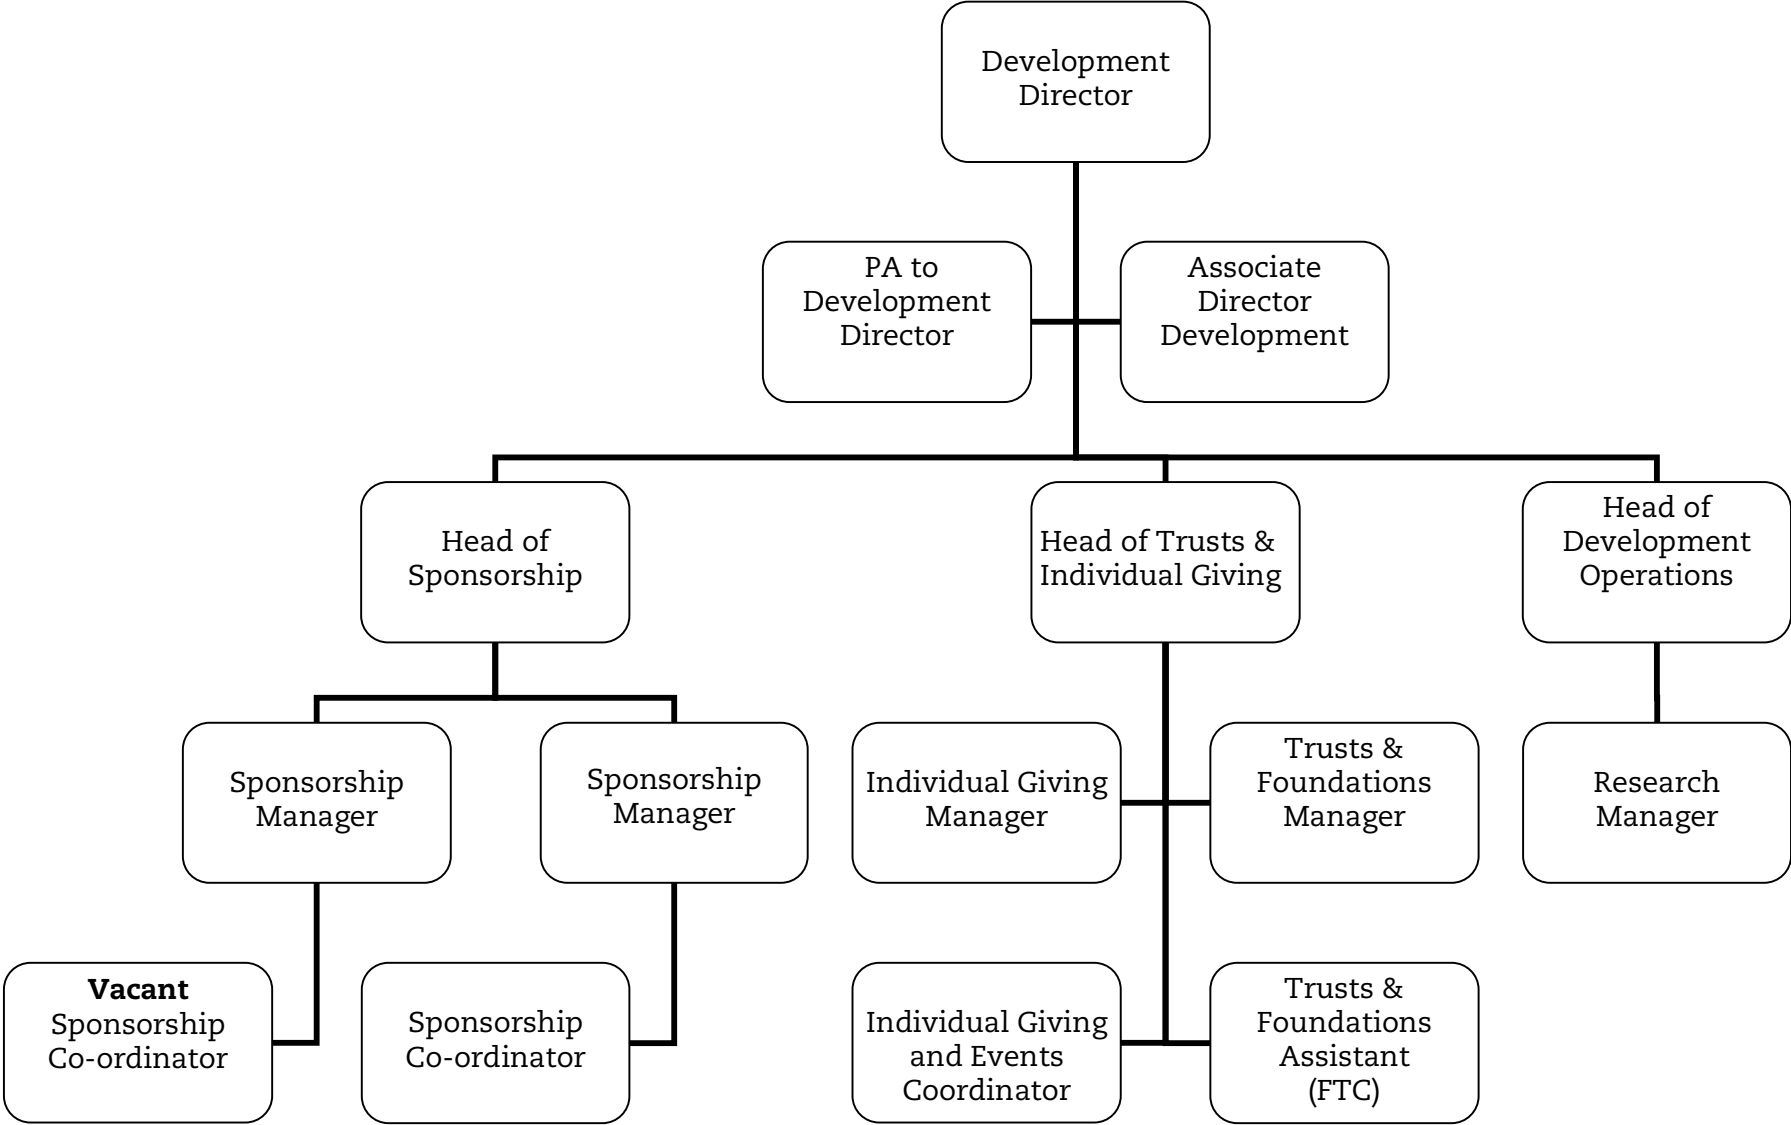 Development
Director
PA to
Development
Director
Associate
Director
Development
Head of
Sponsorship
Head of Trusts &
Individual Giving
Head of
Development
Operations
Sponsorship
Manager
Sponsorship
Manager
Individual Giving
Manager
Trusts &
Foundations
Manager
Research
Manager
Vacant
Sponsorship
Co-ordinator
Sponsorship
Co-ordinator
Individual Giving
and Events
Coordinator
Trusts &
Foundations
Assistant
(FTC)